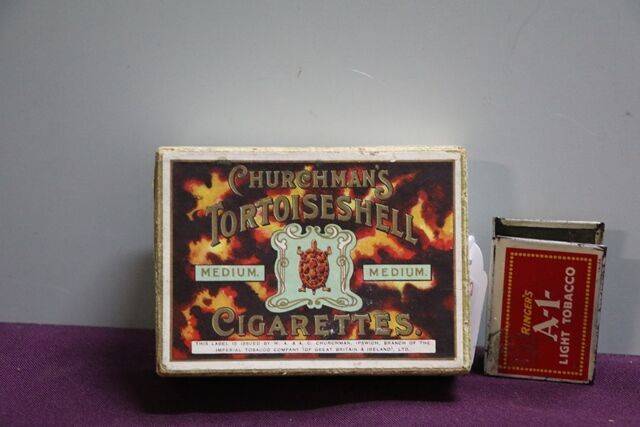 CHURCHMAN'S
TORTOISESHELL
MEDIUM. MEDIUM.
CIGARETTES.
THIS LABEL IS ISSUED BY W. A. & A. C. CHURCHMAN, IPSWICH, BRANCH OF THE
IMPERIAL TOBACCO COMPANY (OF GREAT BRITAIN & IRELAND), LTD.
RINGER'S
A-1-
LIGHT TOBACCO